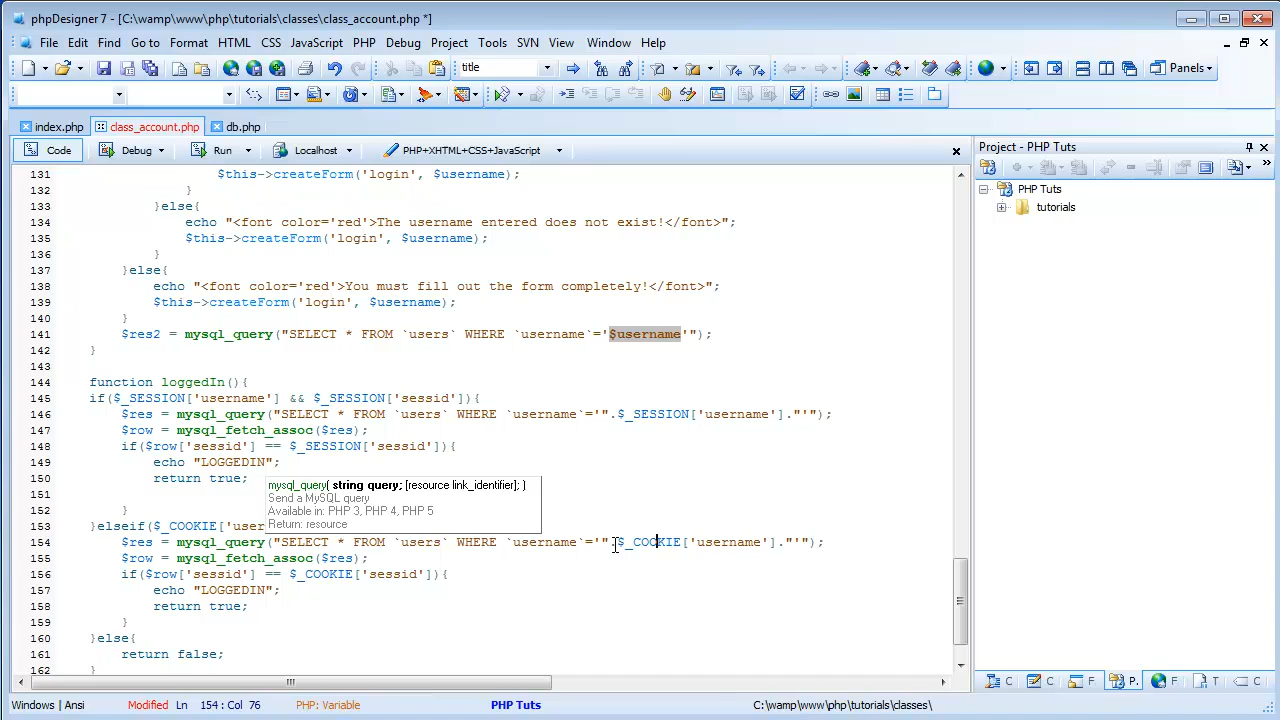 phpDesigner 7 - [C:\wamp\www\php\tutorials\classes\class_account.php *]
File Edit Find Go to Format HTML CSS JavaScript PHP Debug Project Tools SVN View Window Help
title Panels
index.php class_account.php db.php
Code Debug Run Localhost PHP+XHTML+CSS+JavaScript
Project - PHP Tuts
PHP Tuts
tutorials
131 $this->createForm('login', $username);
132 }
133 }else{
134 echo "<font color='red'>The username entered does not exist!</font>";
135 $this->createForm('login', $username);
136 }
137 }else{
138 echo "<font color='red'>You must fill out the form completely!</font>";
139 $this->createForm('login', $username);
140 }
141 $res2 = mysql_query("SELECT * FROM `users` WHERE `username`='$username'");
142 }
143
144 function loggedIn(){
145 if($_SESSION['username'] && $_SESSION['sessid']){
146 $res = mysql_query("SELECT * FROM `users` WHERE `username`='".$_SESSION['username']."'");
147 $row = mysql_fetch_assoc($res);
148 if($row['sessid'] == $_SESSION['sessid']){
149 echo "LOGGEDIN";
150 return true;
151
152 }
153 }elseif($_COOKIE['user
mysql_query( string query; [resource link_identifier]; )
Send a MySQL query
Available in: PHP 3, PHP 4, PHP 5
Return: resource
154 $res = mysql_query("SELECT * FROM `users` WHERE `username`='".$_COOKIE['username']."'");
155 $row = mysql_fetch_assoc($res);
156 if($row['sessid'] == $_COOKIE['sessid']){
157 echo "LOGGEDIN";
158 return true;
159 }
160 }else{
161 return false;
162 }
C C F P. F T C
Windows | Ansi Modified Ln 154 : Col 76 PHP: Variable PHP Tuts C:\wamp\www\php\tutorials\classes\